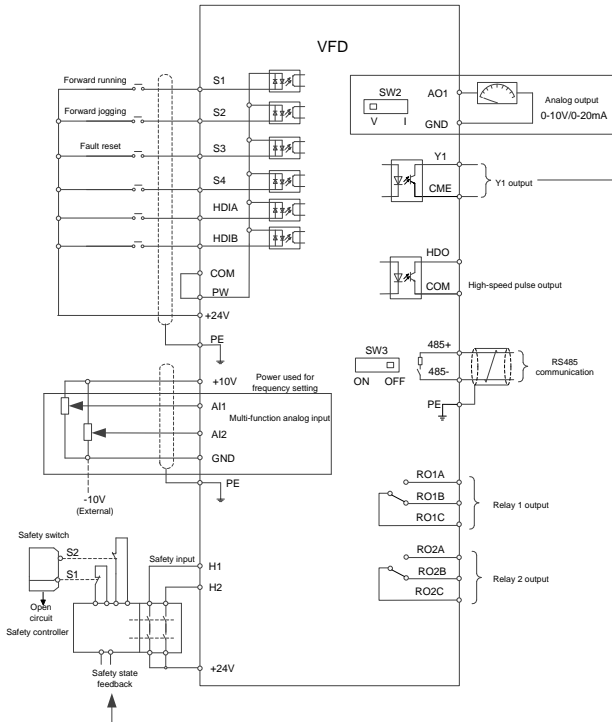 VFD
Forward running
S1
Forward jogging
S2
Fault reset
S3
S4
HDIA
HDIB
COM
PW
+24V
PE
SW2
V I
AO1
GND
Analog output
0-10V/0-20mA
Y1
CME
Y1 output
HDO
COM
High-speed pulse output
SW3
ON OFF
485+
485-
PE
RS485
communication
+10V
Power used for
frequency setting
AI1
Multi-function analog input
AI2
GND
PE
-10V
(External)
RO1A
RO1B
RO1C
Relay 1 output
RO2A
RO2B
RO2C
Relay 2 output
Safety switch
S2
S1
Open
circuit
Safety controller
Safety input
H1
H2
+24V
Safety state
feedback